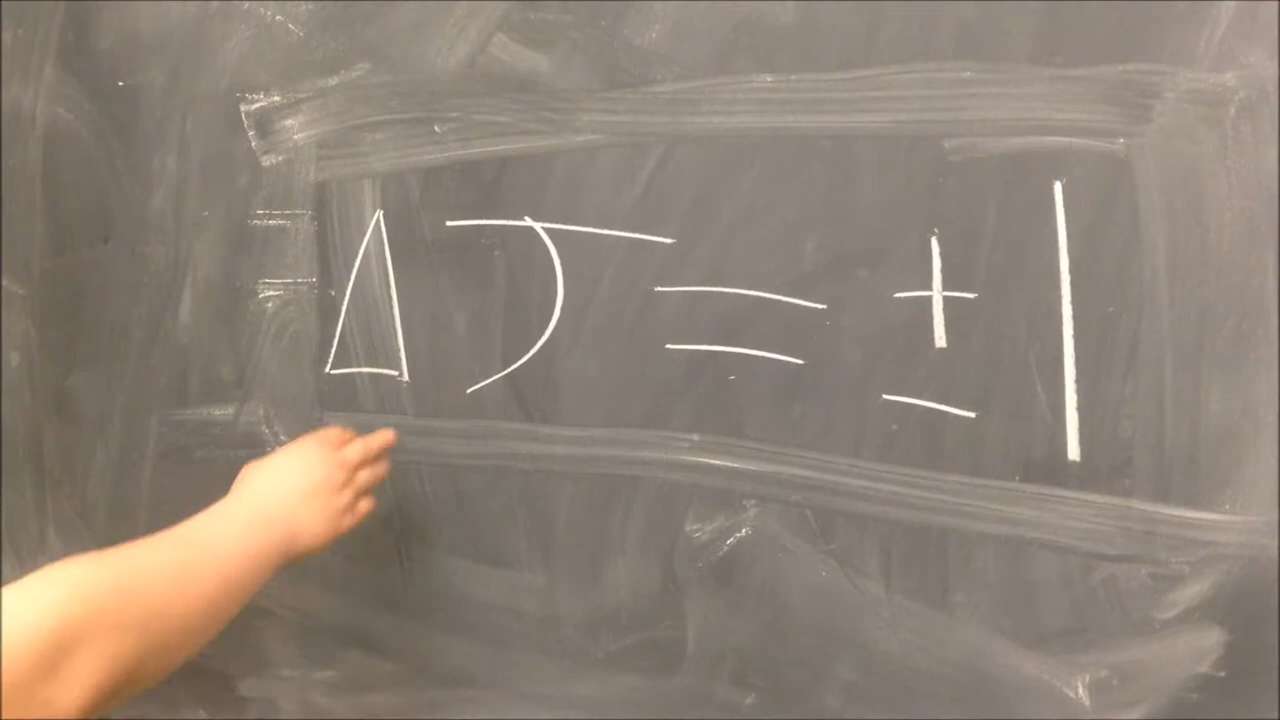 ΔJ = ±1